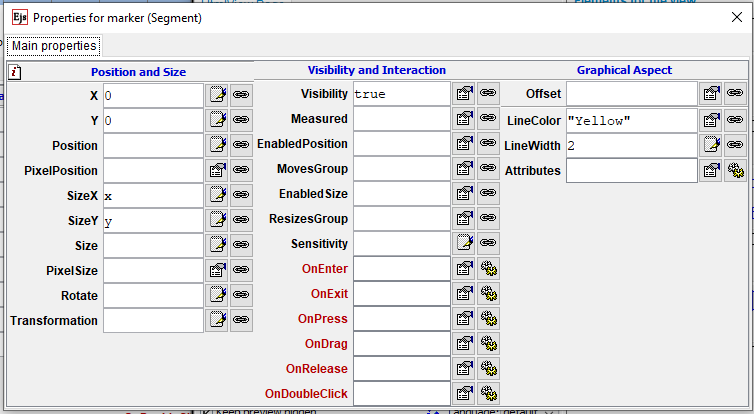 Ejs Properties for marker (Segment)
Main properties
Position and Size
X 0
Y 0
Position
PixelPosition
SizeX x
SizeY y
Size
PixelSize
Rotate
Transformation
Visibility and Interaction
Visibility true
Measured
EnabledPosition
MovesGroup
EnabledSize
ResizesGroup
Sensitivity
OnEnter
OnExit
OnPress
OnDrag
OnRelease
OnDoubleClick
Graphical Aspect
Offset
LineColor "Yellow"
LineWidth 2
Attributes